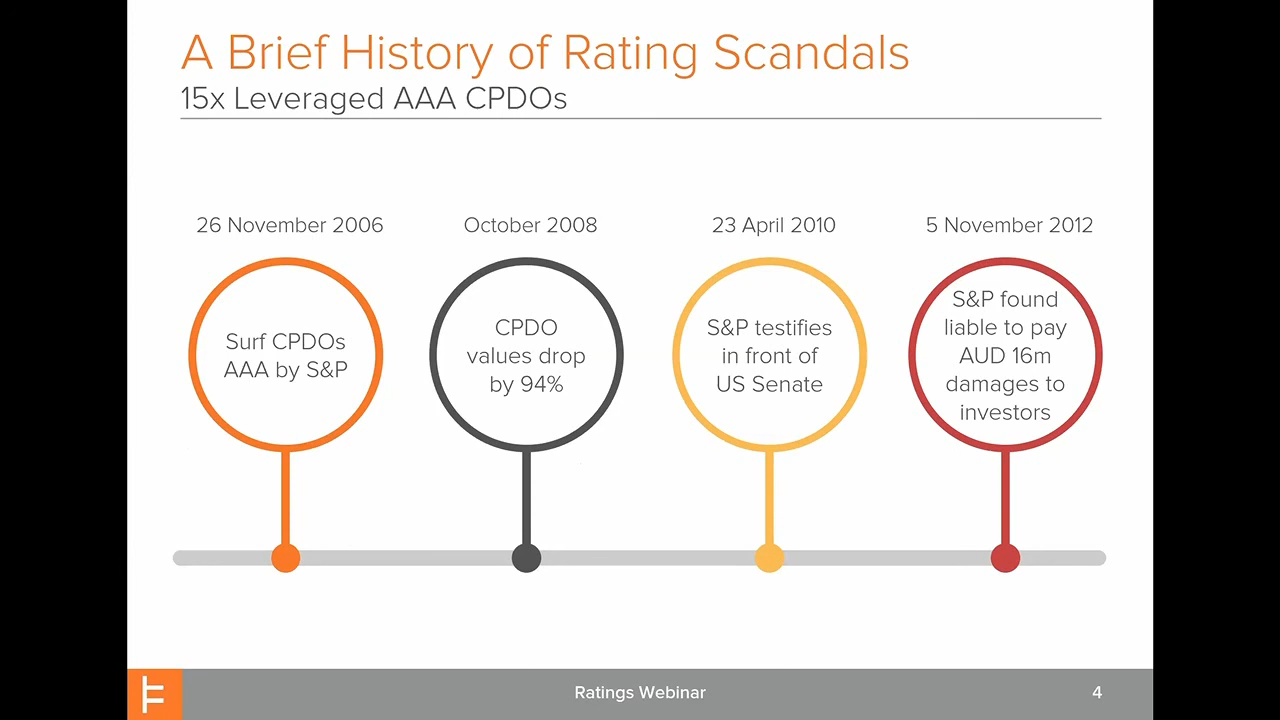 A Brief History of Rating Scandals
15x Leveraged AAA CPDOs
26 November 2006
Surf CPDOs
AAA by S&P
October 2008
CPDO
values drop
by 94%
23 April 2010
S&P testifies
in front of
US Senate
5 November 2012
S&P found
liable to pay
AUD 16m
damages to
investors
Ratings Webinar
4